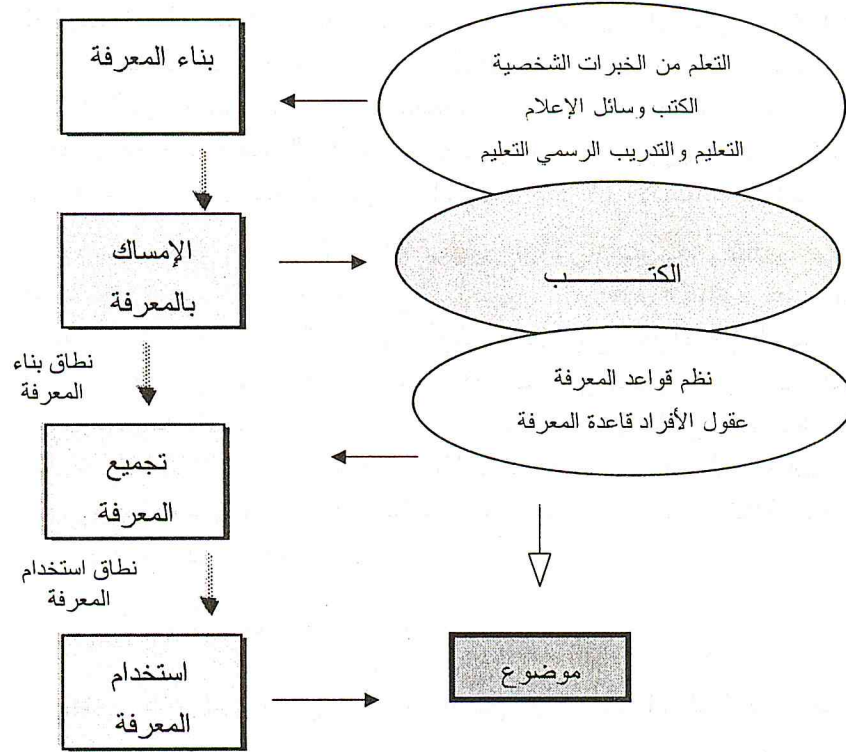 بناء المعرفة
التعلم من الخبرات الشخصية
الكتب وسائل الإعلام
التعليم والتدريب الرسمي التعليم
الإمساك
بالمعرفة
الكتـــــــــب
نطاق بناء
المعرفة
نظم قواعد المعرفة
عقول الأفراد قاعدة المعرفة
تجميع
المعرفة
نطاق استخدام
المعرفة
استخدام
المعرفة
موضوع